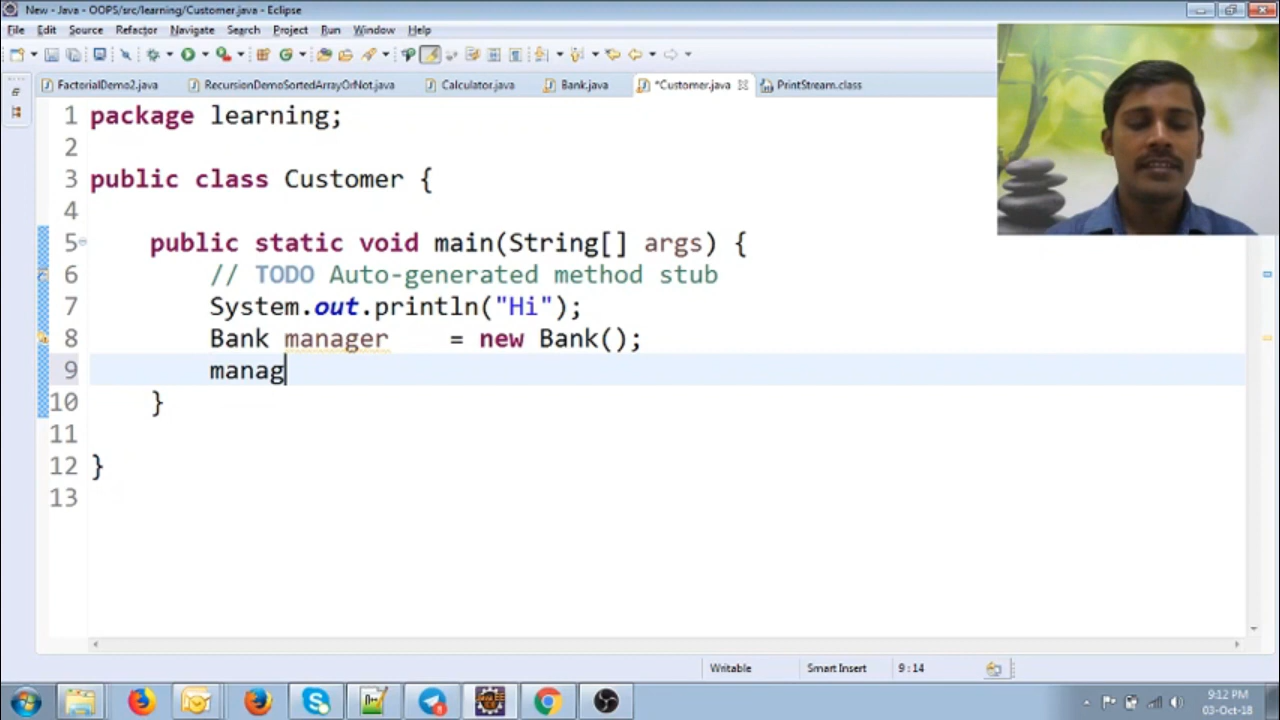 New - Java - OOPS/src/learning/Customer.java - Eclipse
File Edit Source Refactor Navigate Search Project Run Window Help
FactorialDemo2.java RecursionDemoSortedArrayOrNot.java Calculator.java Bank.java *Customer.java PrintStream.class
1 package learning;
2
3 public class Customer {
4
5 public static void main(String[] args) {
6 // TODO Auto-generated method stub
7 System.out.println("Hi");
8 Bank manager    = new Bank();
9 manag
10 }
11
12 }
13
Writable Smart Insert 9 : 14
9:12 PM
03-Oct-18